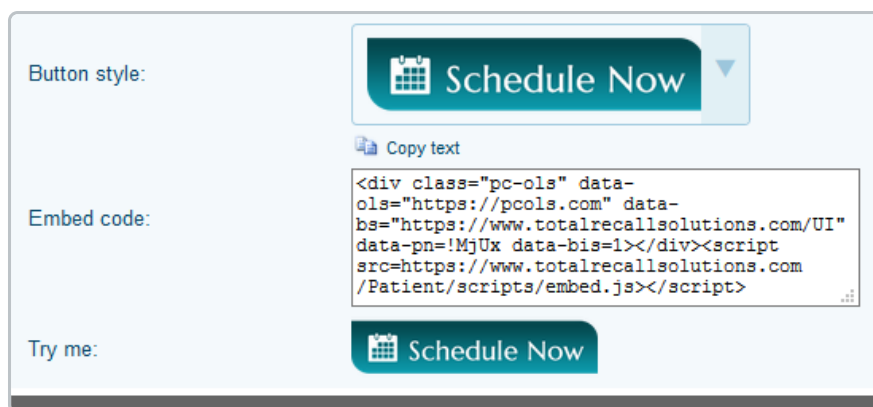 Button style:
Schedule Now
Copy text
Embed code:
<div class="pc-ols" data-
ols="https://pcols.com" data-
bs="https://www.totalrecallsolutions.com/UI"
data-pn=!MjUx data-bis=1></div><script
src=https://www.totalrecallsolutions.com
/Patient/scripts/embed.js></script>
Try me:
Schedule Now